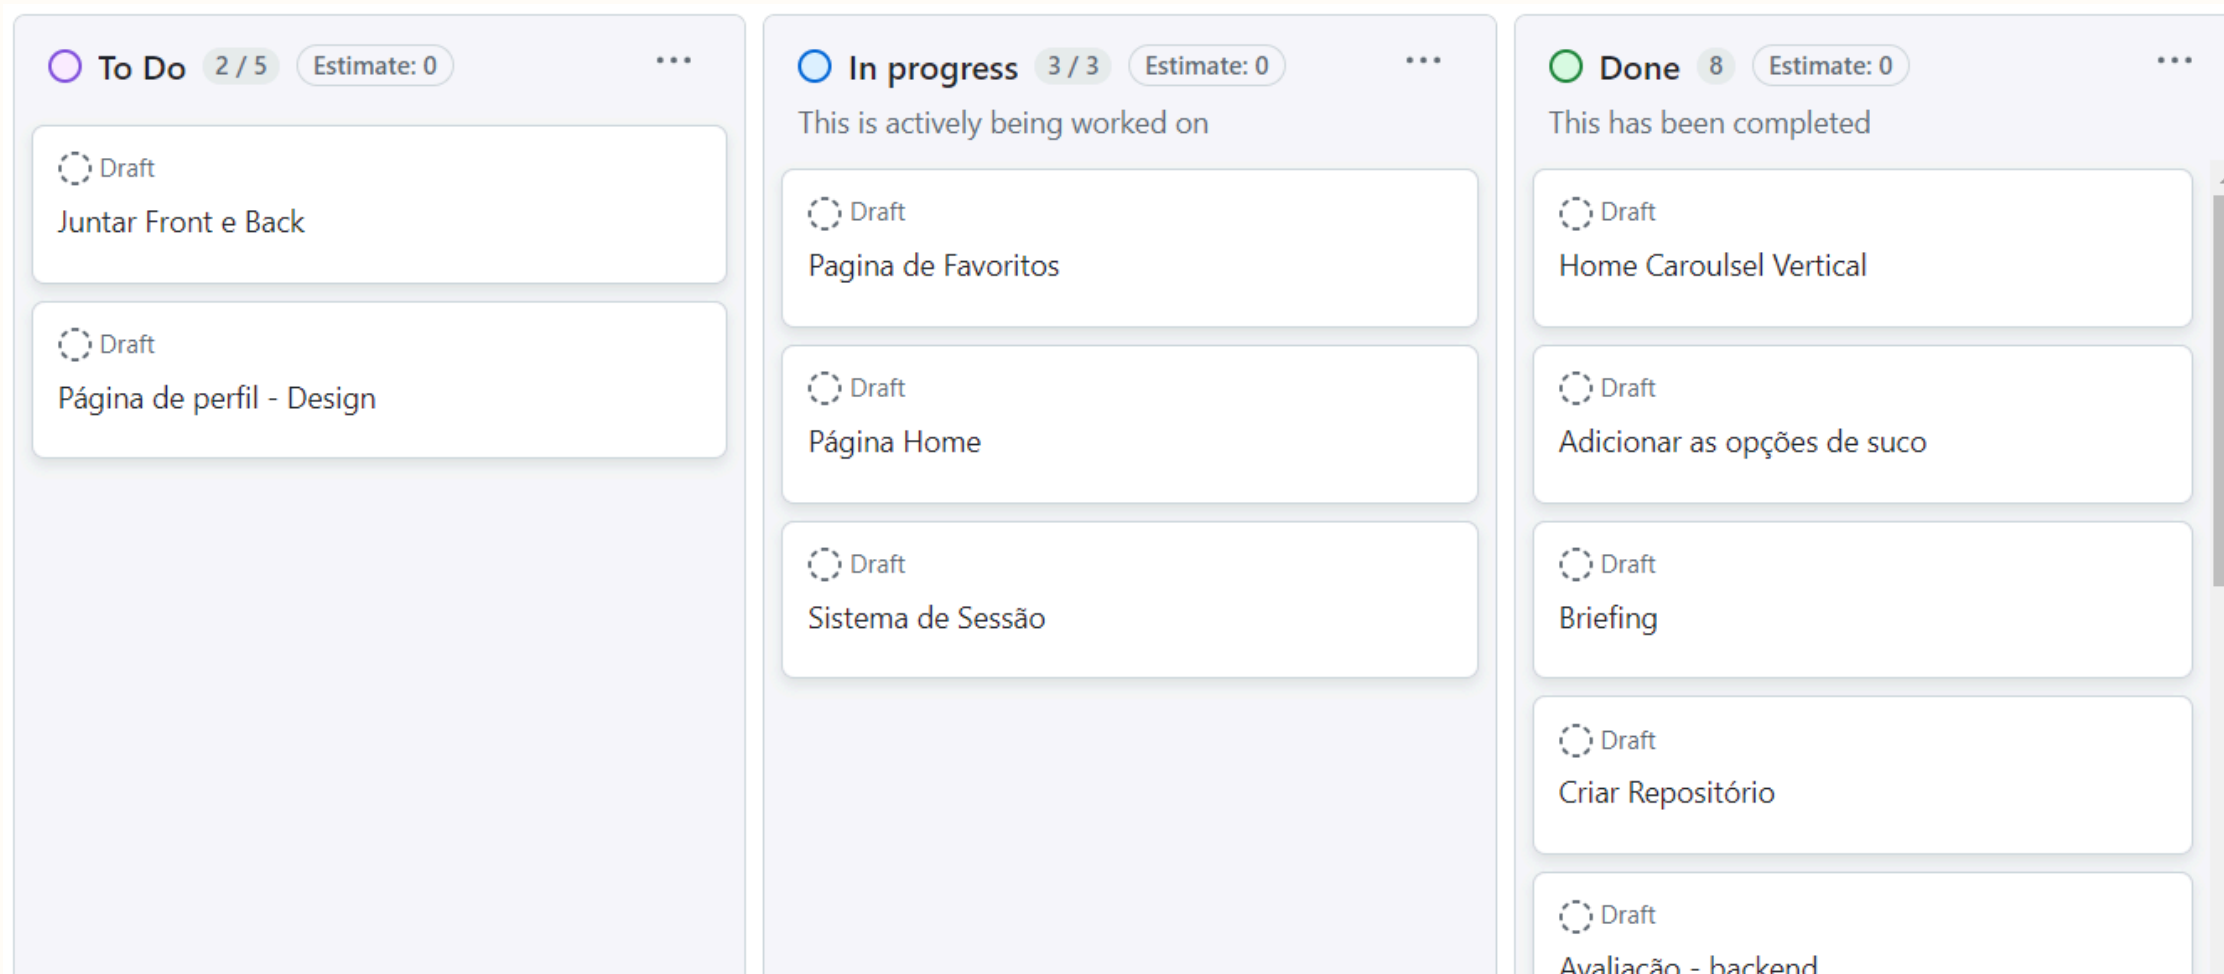 To Do 2 / 5 Estimate: 0
Draft
Juntar Front e Back
Draft
Página de perfil - Design
In progress 3 / 3 Estimate: 0
This is actively being worked on
Draft
Pagina de Favoritos
Draft
Página Home
Draft
Sistema de Sessão
Done 8 Estimate: 0
This has been completed
Draft
Home Caroulsel Vertical
Draft
Adicionar as opções de suco
Draft
Briefing
Draft
Criar Repositório
Draft
Avaliação - backend